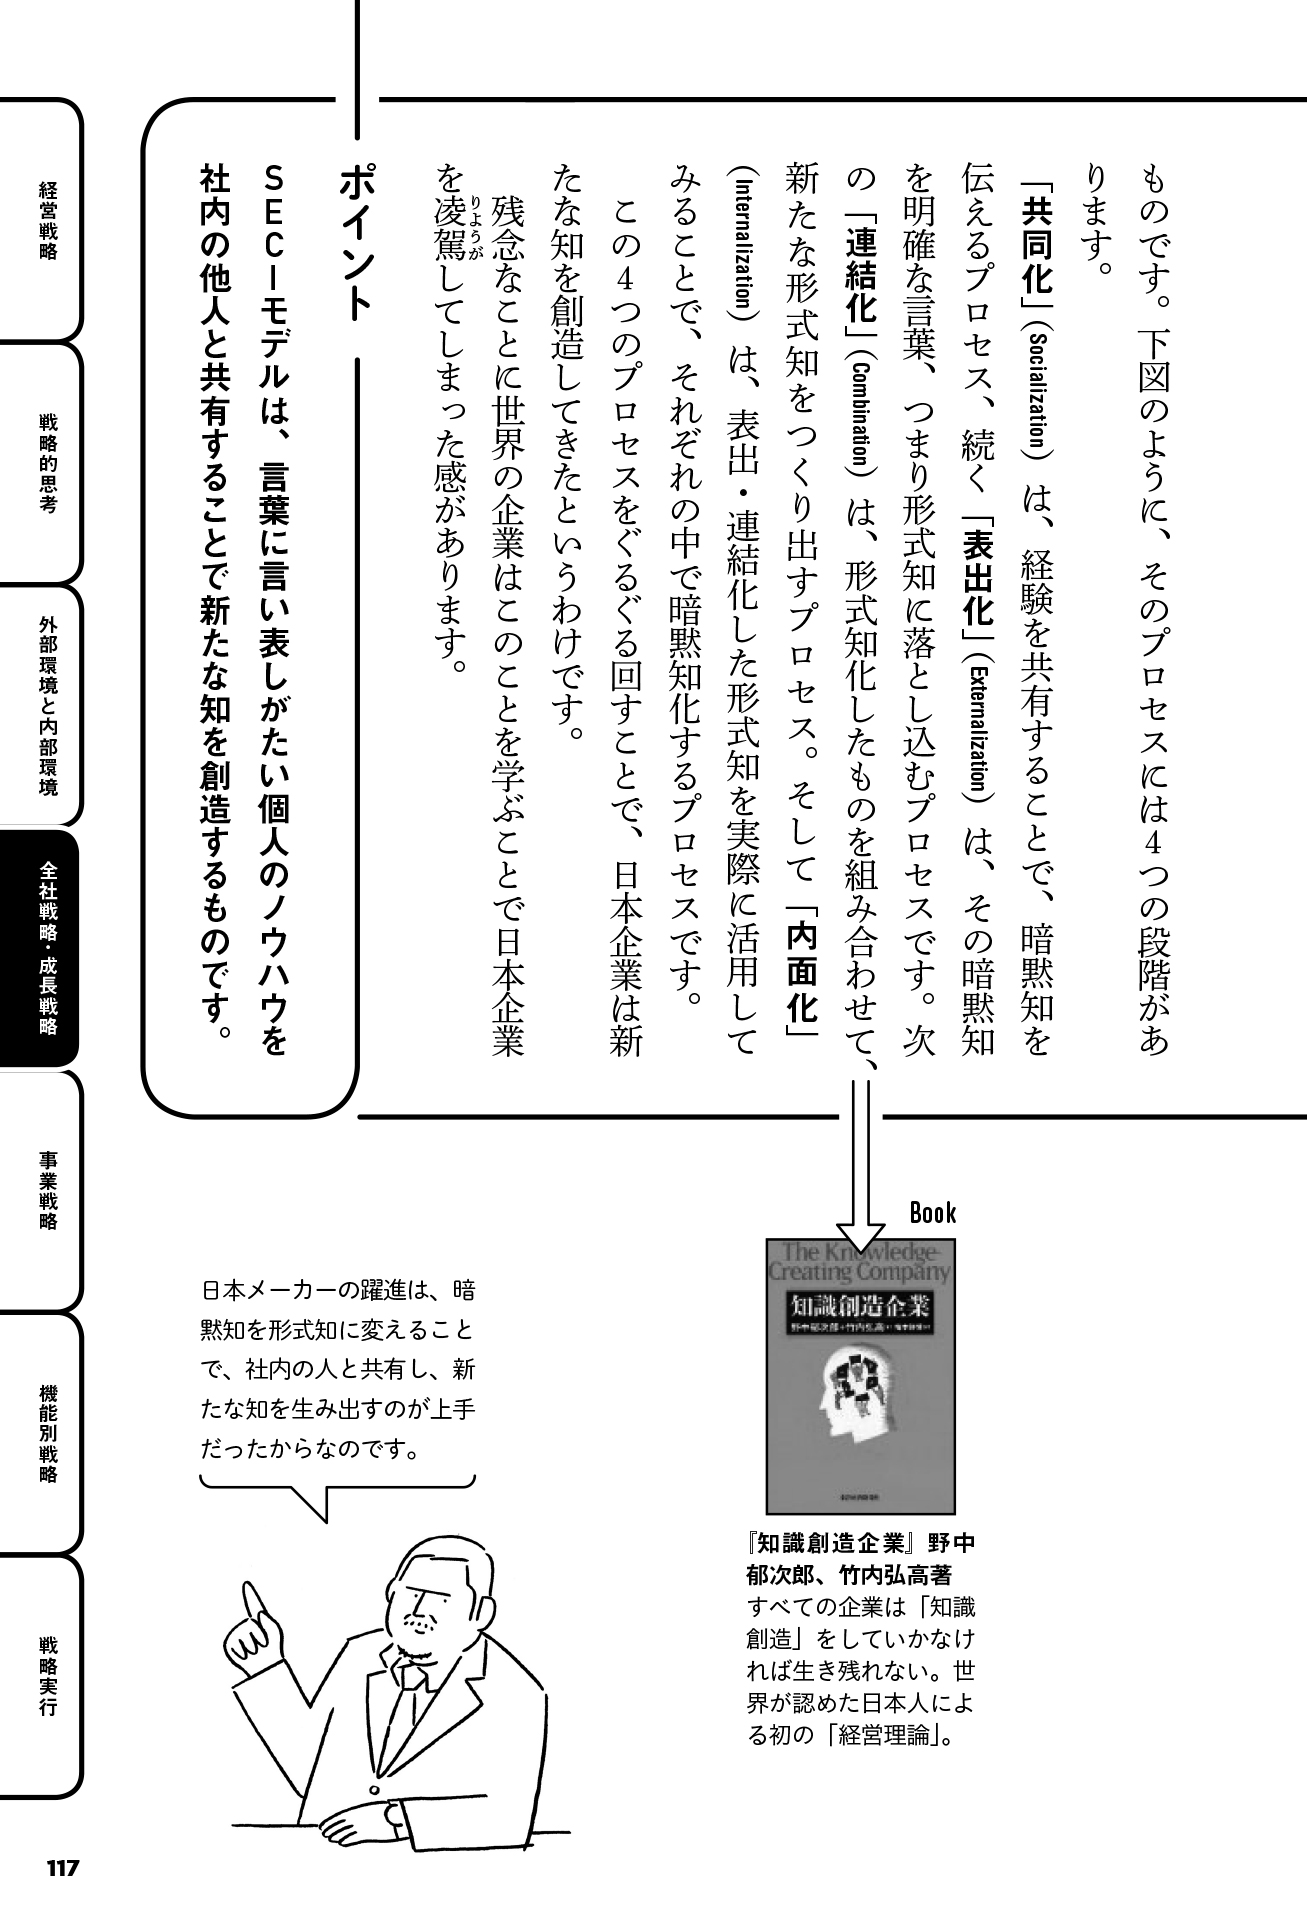 ものです。下図のように、そのプロセスには４つの段階があ
ります。
「共同化」(Socialization) は、経験を共有することで、暗黙知を
伝えるプロセス、続く「表出化」(Externalization) は、その暗黙知
を明確な言葉、つまり形式知に落とし込むプロセスです。次
の「連結化」(Combination) は、形式知化したものを組み合わせて、
新たな形式知をつくり出すプロセス。そして「内面化」
(Internalization) は、表出・連結化した形式知を実際に活用して
みることで、それぞれの中で暗黙知化するプロセスです。
この４つのプロセスをぐるぐる回すことで、日本企業は新
たな知を創造してきたというわけです。
残念なことに世界の企業はこのことを学ぶことで日本企業
を凌駕してしまった感があります。
りょうが
ポイント
ＳＥＣＩモデルは、言葉に言い表しがたい個人のノウハウを
社内の他人と共有することで新たな知を創造するものです。
Book
The Knowledge-
Creating Company
知識創造企業
『知識創造企業』野中
郁次郎、竹内弘高著
すべての企業は「知識
創造」をしていかなけ
れば生き残れない。世
界が認めた日本人によ
る初の「経営理論」。
日本メーカーの躍進は、暗
黙知を形式知に変えること
で、社内の人と共有し、新
たな知を生み出すのが上手
だったからなのです。
経営戦略
戦略的思考
外部環境と内部環境
全社戦略・成長戦略
事業戦略
機能別戦略
戦略実行
117